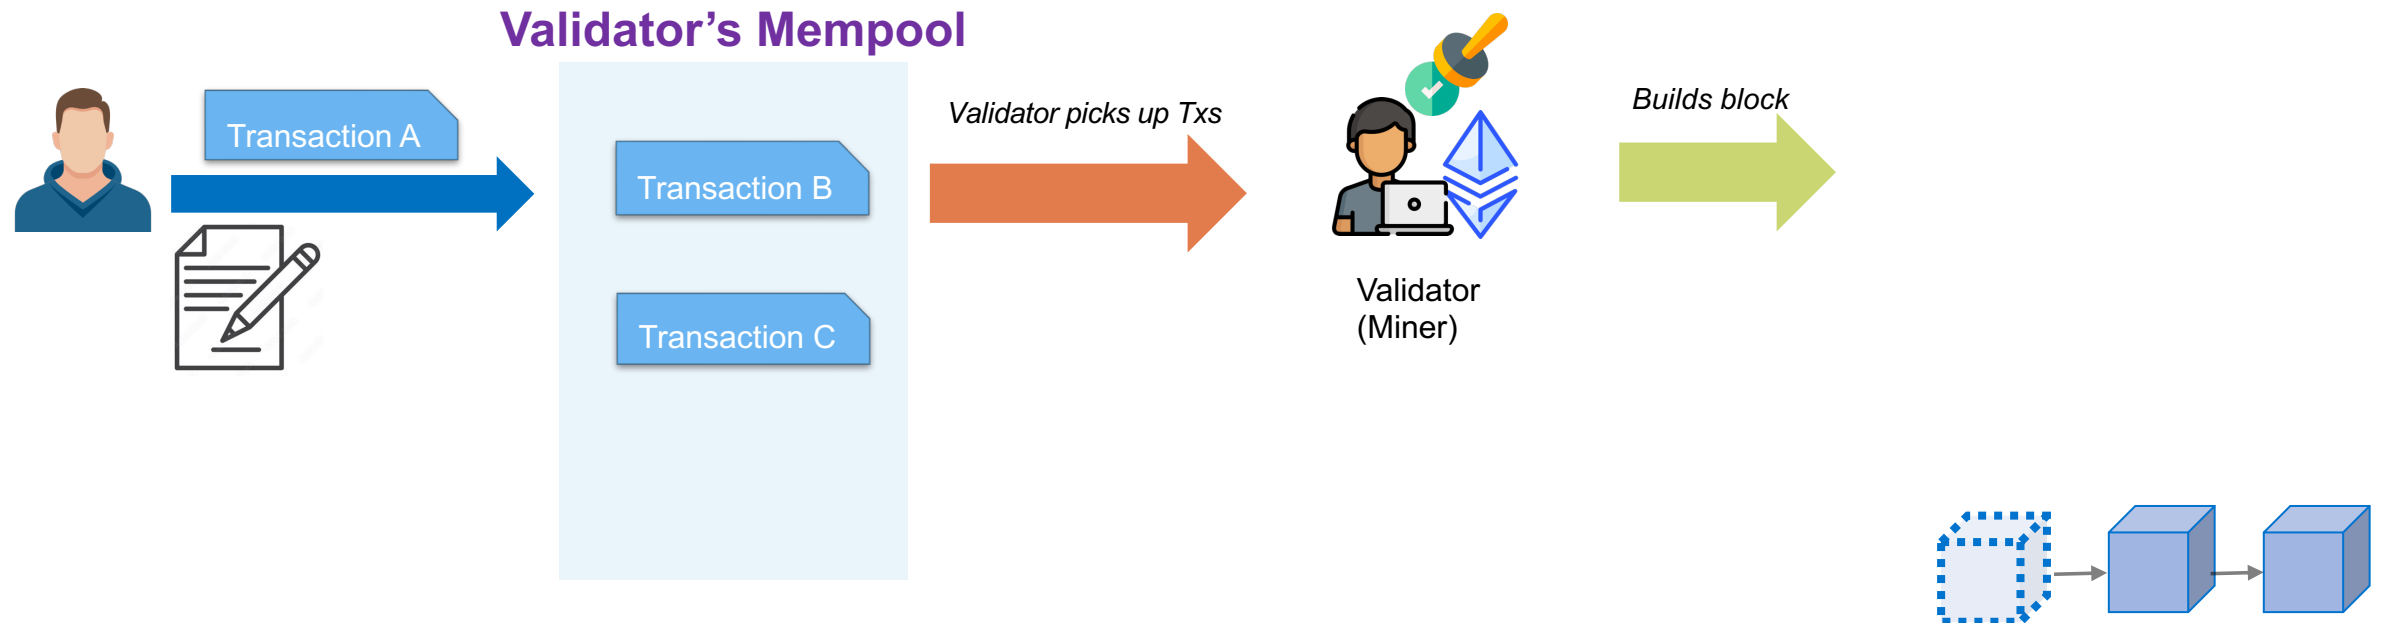 Validator’s Mempool
Transaction A
Transaction B
Transaction C
Validator picks up Txs
Validator
(Miner)
Builds block